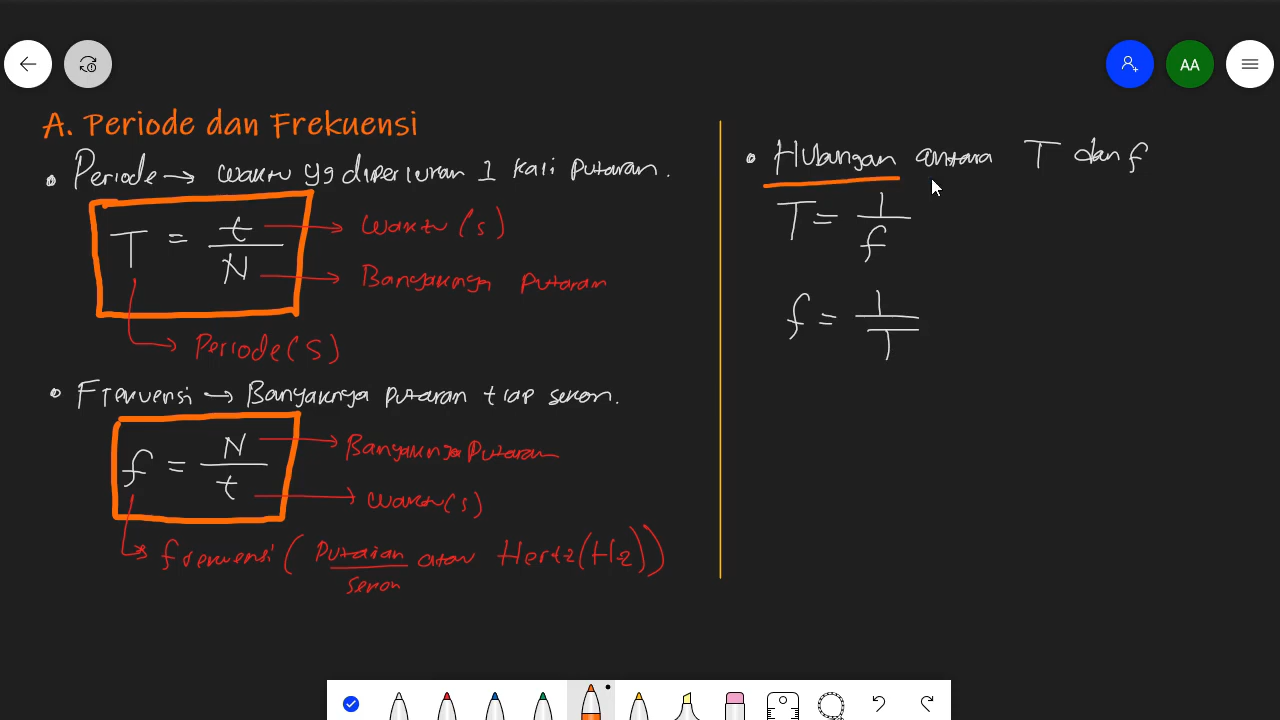 AA
A. Periode dan Frekuensi
• Periode → waktu yg diperlukan 1 kali putaran.
T = t/N
→ waktu (s)
→ Banyaknya putaran
→ Periode (s)
• Frekuensi → Banyaknya putaran tiap sekon.
f = N/t
→ Banyaknya Putaran
→ waktu (s)
→ frekuensi (Putaran/sekon atau Hertz (Hz))
• Hubungan antara T dan f
T = 1/f
f = 1/T